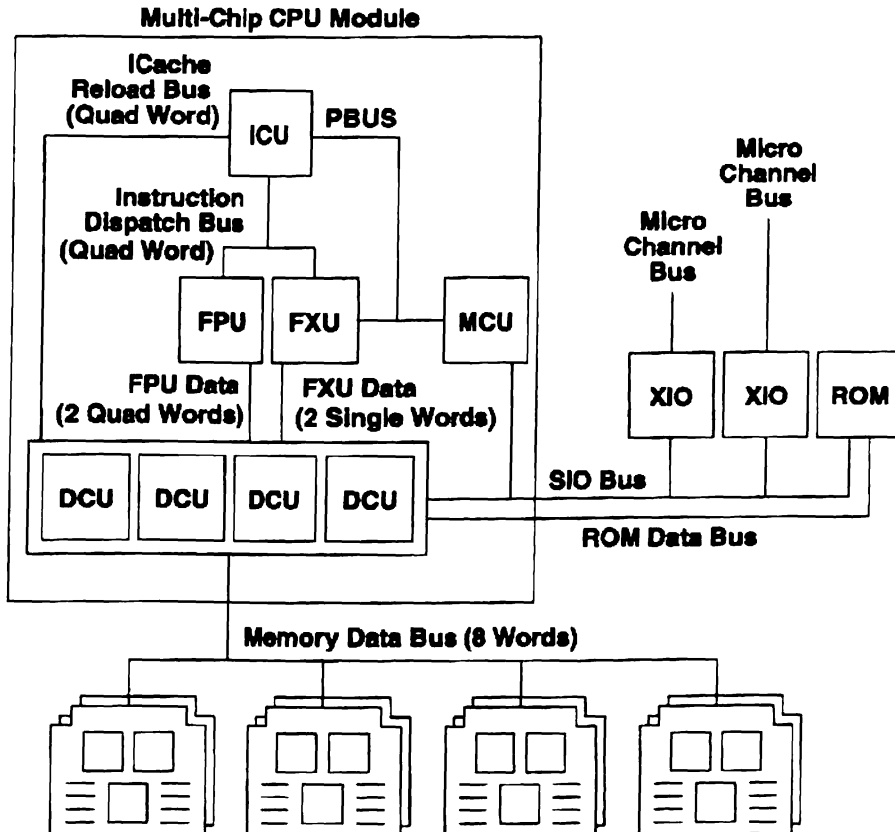 Multi-Chip CPU Module
ICache
Reload Bus
(Quad Word)
ICU
PBUS
Micro
Channel
Bus
Instruction
Dispatch Bus
(Quad Word)
Micro
Channel
Bus
FPU
FXU
MCU
XIO
XIO
ROM
FPU Data
(2 Quad Words)
FXU Data
(2 Single Words)
DCU
DCU
DCU
DCU
SIO Bus
ROM Data Bus
Memory Data Bus (8 Words)